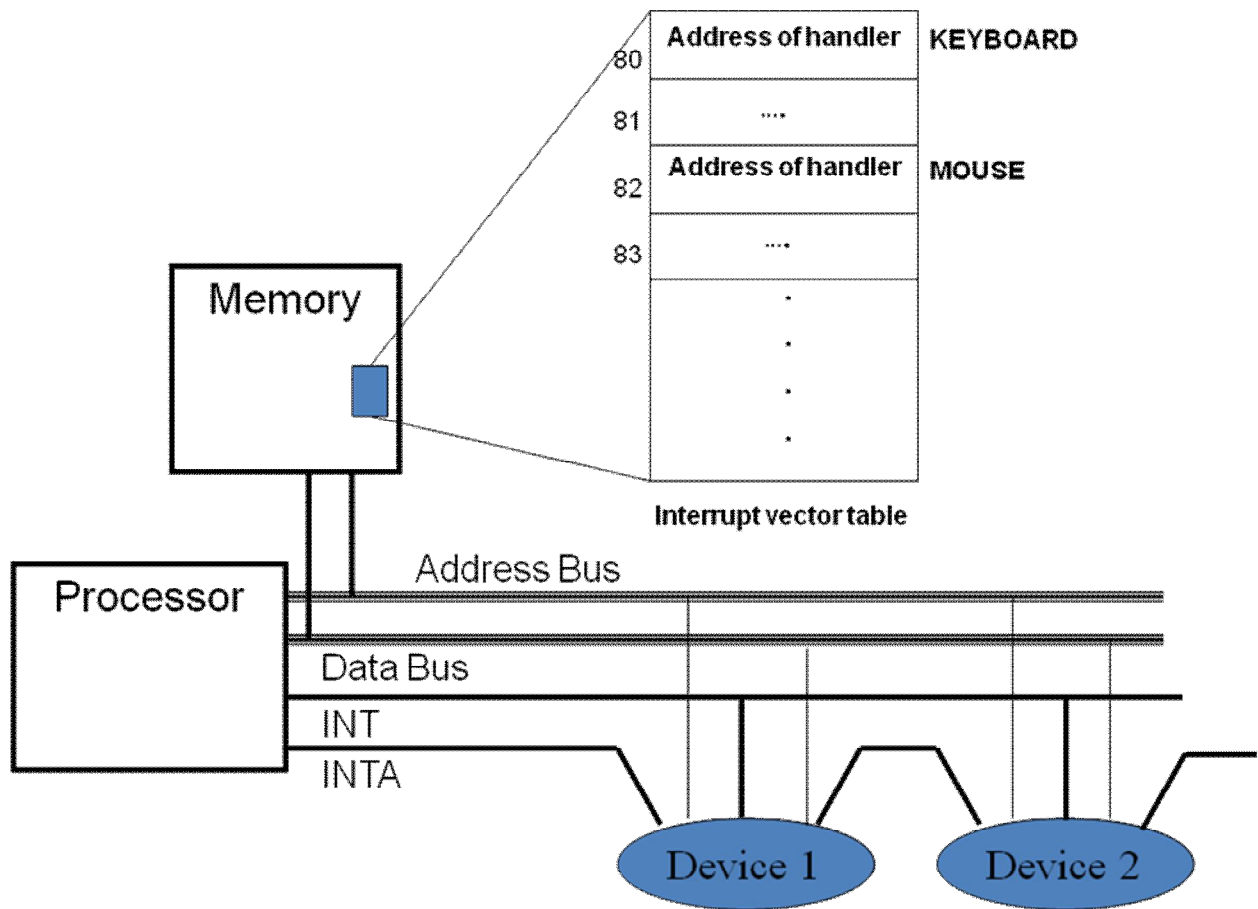 80 Address of handler KEYBOARD
81 ....
82 Address of handler MOUSE
83 ....
Interrupt vector table
Memory
Processor
Address Bus
Data Bus
INT
INTA
Device 1
Device 2